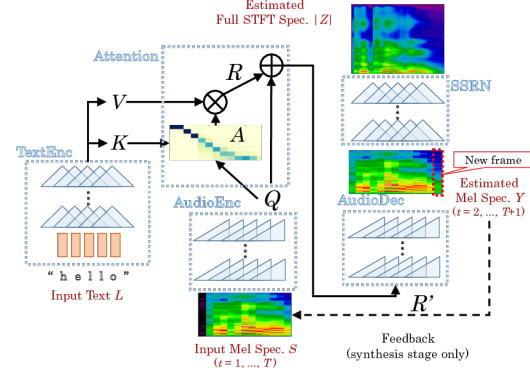 Estimated
Full STFT Spec. |Z|
Attention
R
V
A
K
SSRN
TextEnc
New frame
Q
AudioEnc
AudioDec
Estimated
Mel Spec. Y
(t = 2, ..., T+1)
"hello"
Input Text L
R'
Input Mel Spec. S
(t = 1, ..., T)
Feedback
(synthesis stage only)